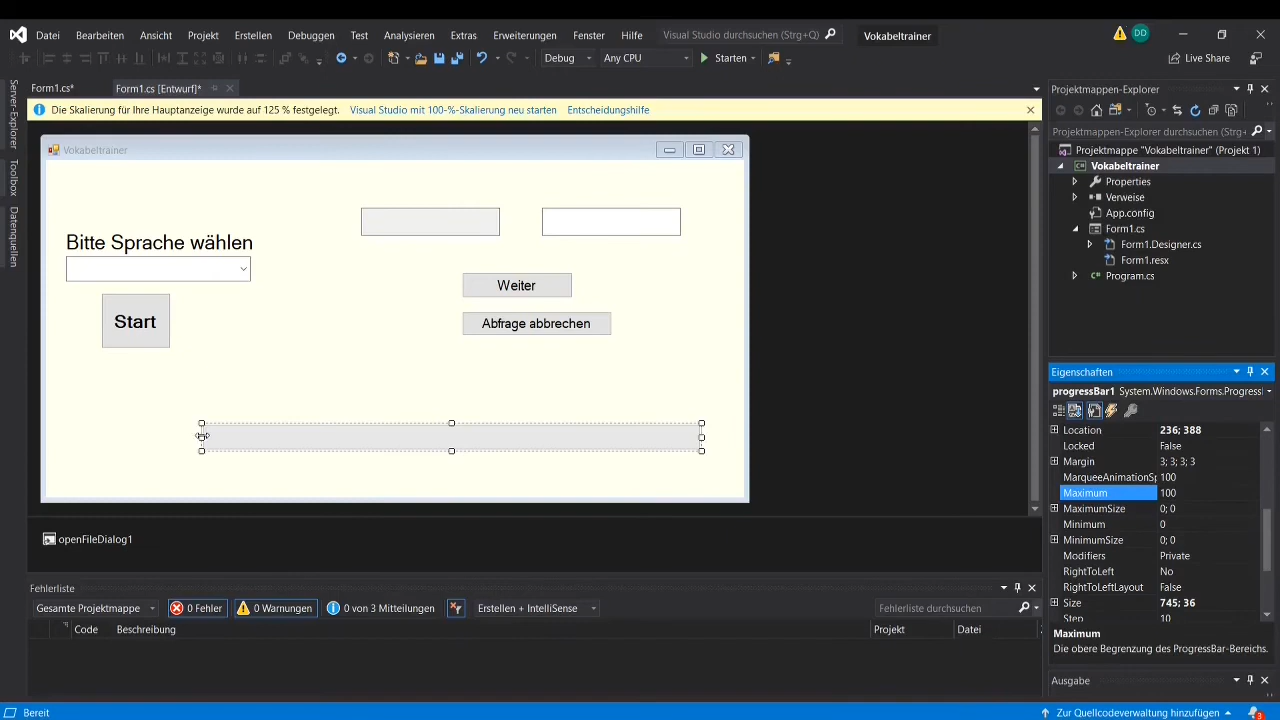 Datei Bearbeiten Ansicht Projekt Erstellen Debuggen Test Analysieren Extras Erweiterungen Fenster Hilfe Visual Studio durchsuchen (Strg+Q) Vokabeltrainer DD
Debug Any CPU Starten Live Share
Server-Explorer
Toolbox
Datenquellen
Form1.cs* Form1.cs [Entwurf]*
Die Skalierung für Ihre Hauptanzeige wurde auf 125 % festgelegt. Visual Studio mit 100-%-Skalierung neu starten Entscheidungshilfe
Vokabeltrainer
Bitte Sprache wählen
Start
Weiter
Abfrage abbrechen
openFileDialog1
Projektmappen-Explorer
Projektmappen-Explorer durchsuchen (Strg+
Projektmappe "Vokabeltrainer" (Projekt 1)
Vokabeltrainer
Properties
Verweise
App.config
Form1.cs
Form1.Designer.cs
Form1.resx
Program.cs
Eigenschaften
progressBar1 System.Windows.Forms.Progress
Location 236; 388
Locked False
Margin 3; 3; 3; 3
MarqueeAnimationSp 100
Maximum 100
MaximumSize 0; 0
Minimum 0
MinimumSize 0; 0
Modifiers Private
RightToLeft No
RightToLeftLayout False
Size 745; 36
Step 10
Maximum
Die obere Begrenzung des ProgressBar-Bereichs.
Ausgabe
Fehlerliste
Gesamte Projektmappe 0 Fehler 0 Warnungen 0 von 3 Mitteilungen Erstellen + IntelliSense Fehlerliste durchsuchen
Code Beschreibung Projekt Datei
Bereit Zur Quellcodeverwaltung hinzufügen